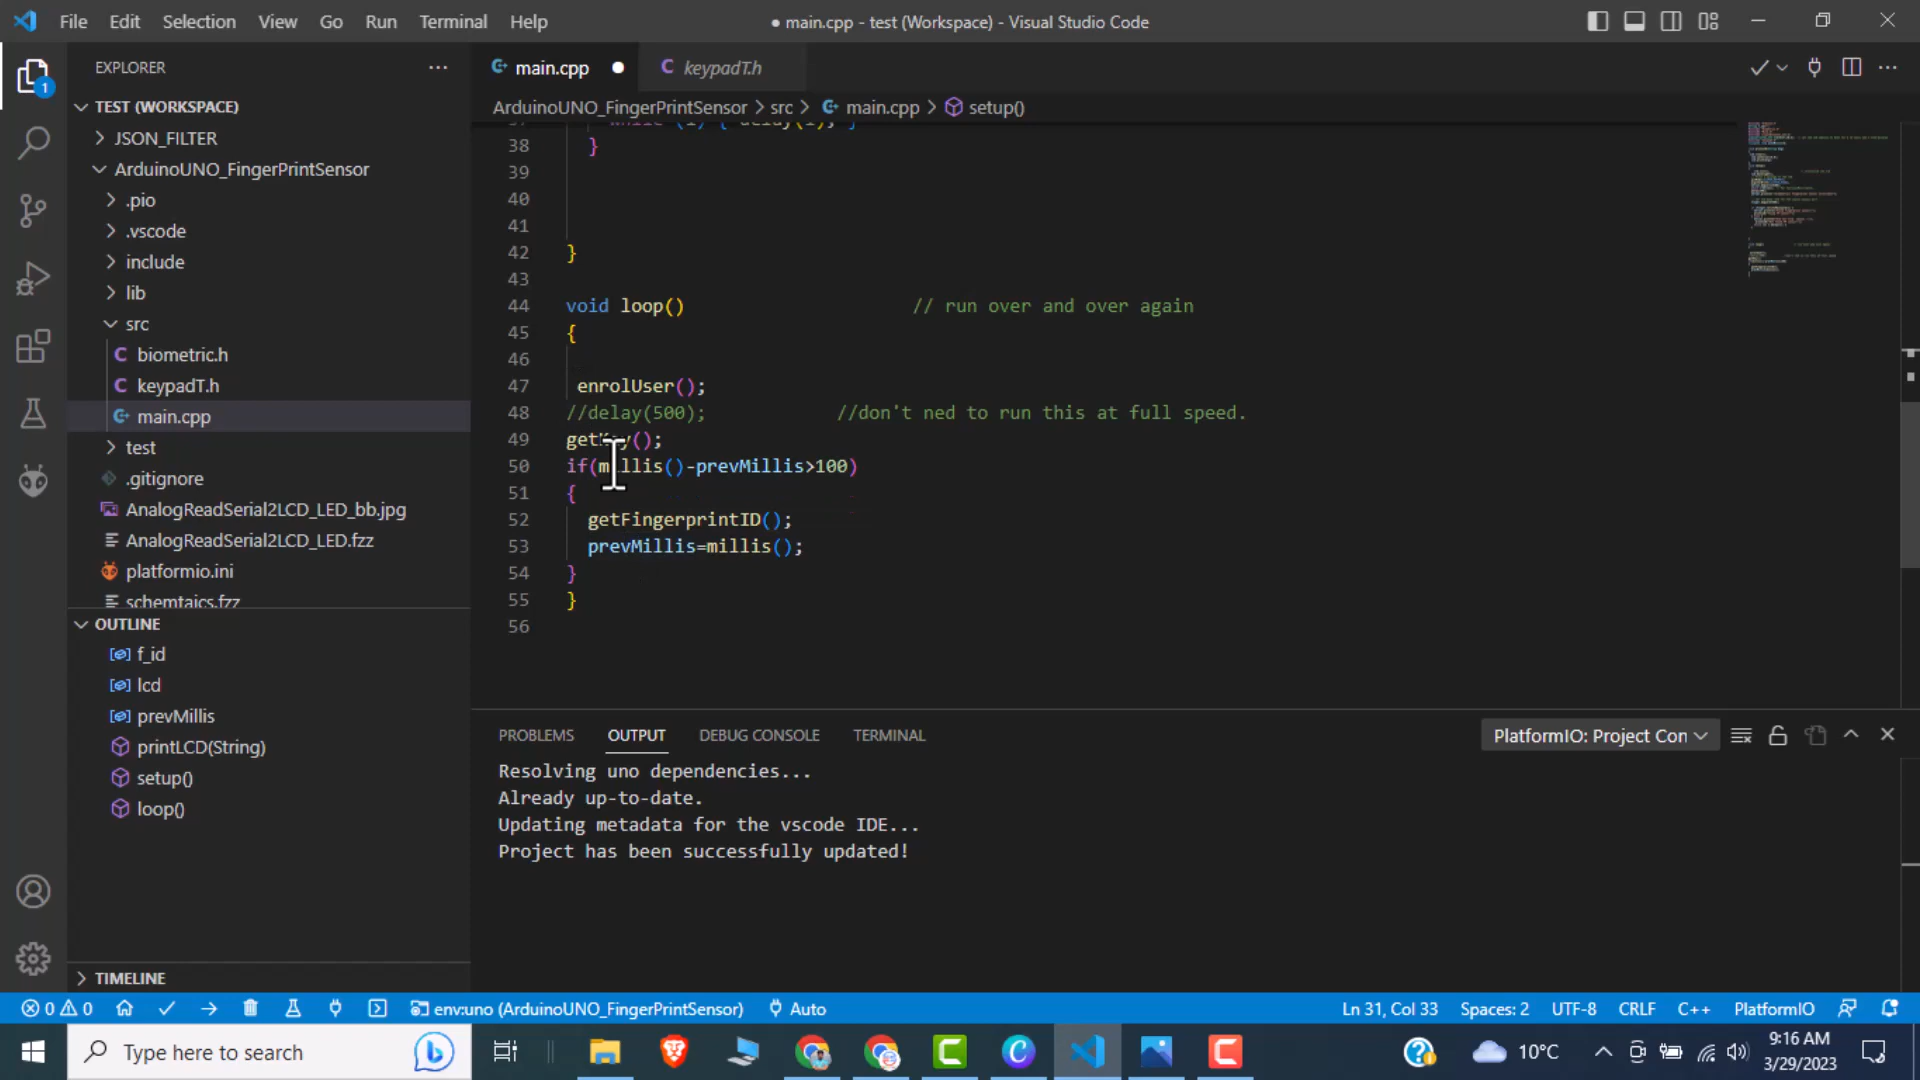 File Edit Selection View Go Run Terminal Help
● main.cpp - test (Workspace) - Visual Studio Code
EXPLORER
main.cpp
keypadT.h
TEST (WORKSPACE)
ArduinoUNO_FingerPrintSensor > src > main.cpp > setup()
JSON_FILTER
ArduinoUNO_FingerPrintSensor
.pio
.vscode
include
lib
src
biometric.h
keypadT.h
main.cpp
test
.gitignore
AnalogReadSerial2LCD_LED_bb.jpg
AnalogReadSerial2LCD_LED.fzz
platformio.ini
schemtaics.fzz
OUTLINE
f_id
lcd
prevMillis
printLCD(String)
setup()
loop()
TIMELINE
38 }
39
40
41
42 }
43
44 void loop() // run over and over again
45 {
46
47 enrolUser();
48 //delay(500); //don't ned to run this at full speed.
49 getKey();
50 if(millis()-prevMillis>100)
51 {
52 getFingerprintID();
53 prevMillis=millis();
54 }
55 }
56
PROBLEMS OUTPUT DEBUG CONSOLE TERMINAL
PlatformIO: Project Con
Resolving uno dependencies...
Already up-to-date.
Updating metadata for the vscode IDE...
Project has been successfully updated!
0 0 env:uno (ArduinoUNO_FingerPrintSensor) Auto
Ln 31, Col 33 Spaces: 2 UTF-8 CRLF C++ PlatformIO
Type here to search
10°C
9:16 AM
3/29/2023